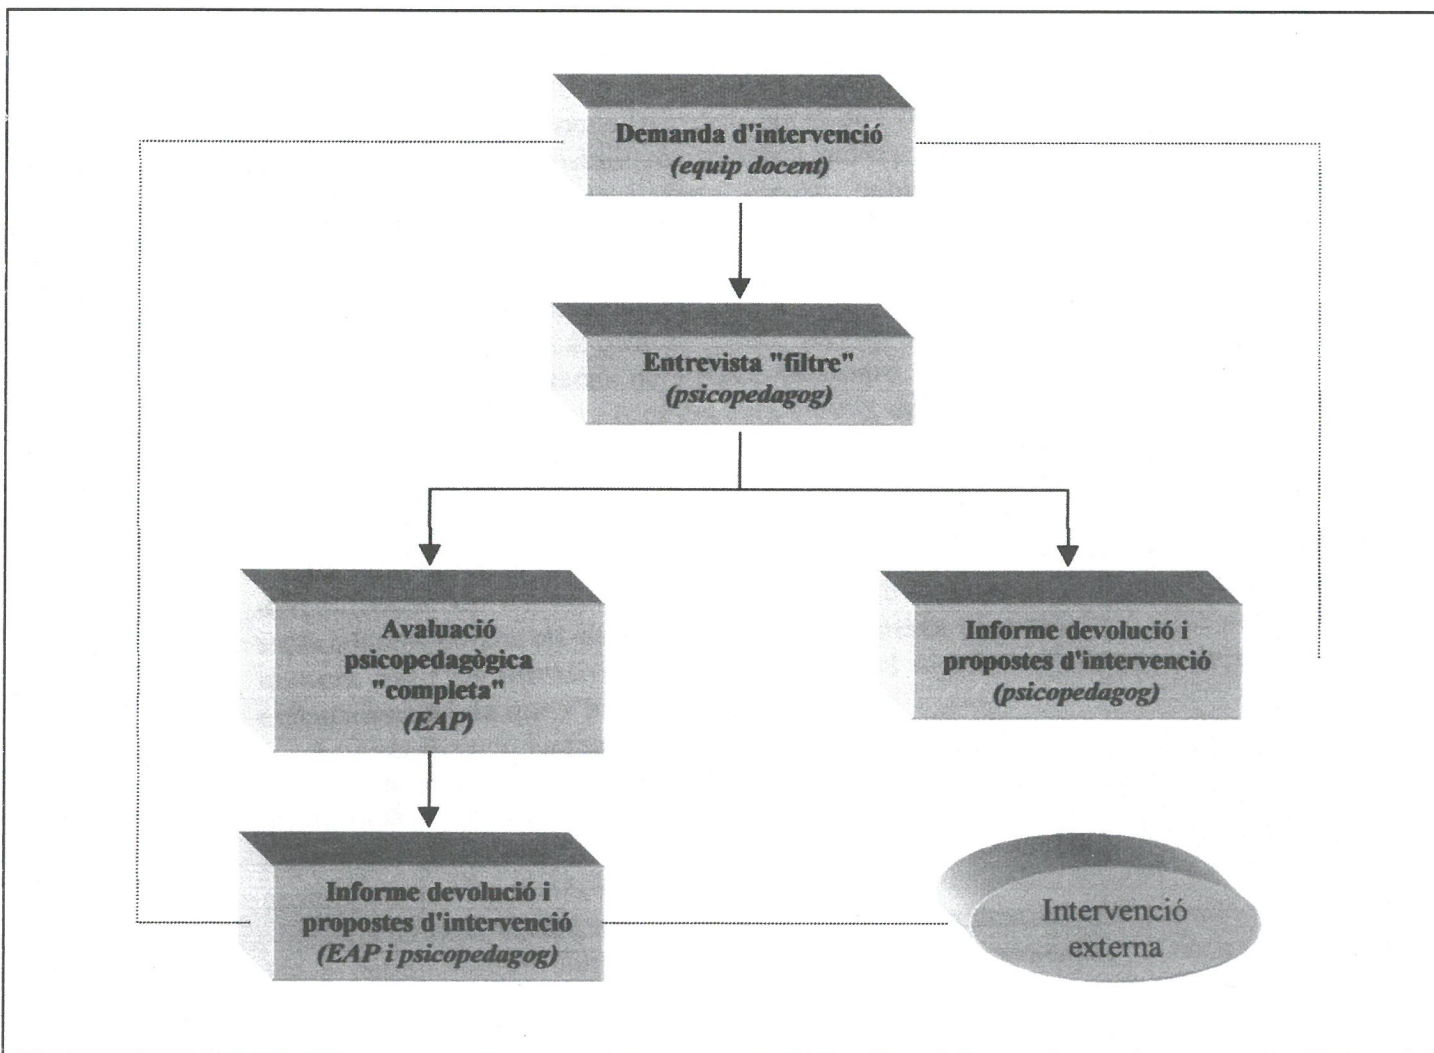 Demanda d'intervenció
(equip docent)
Entrevista "filtre"
(psicopedagog)
Avaluació
psicopedagògica
"completa"
(EAP)
Informe devolució i
propostes d'intervenció
(psicopedagog)
Informe devolució i
propostes d'intervenció
(EAP i psicopedagog)
Intervenció
externa